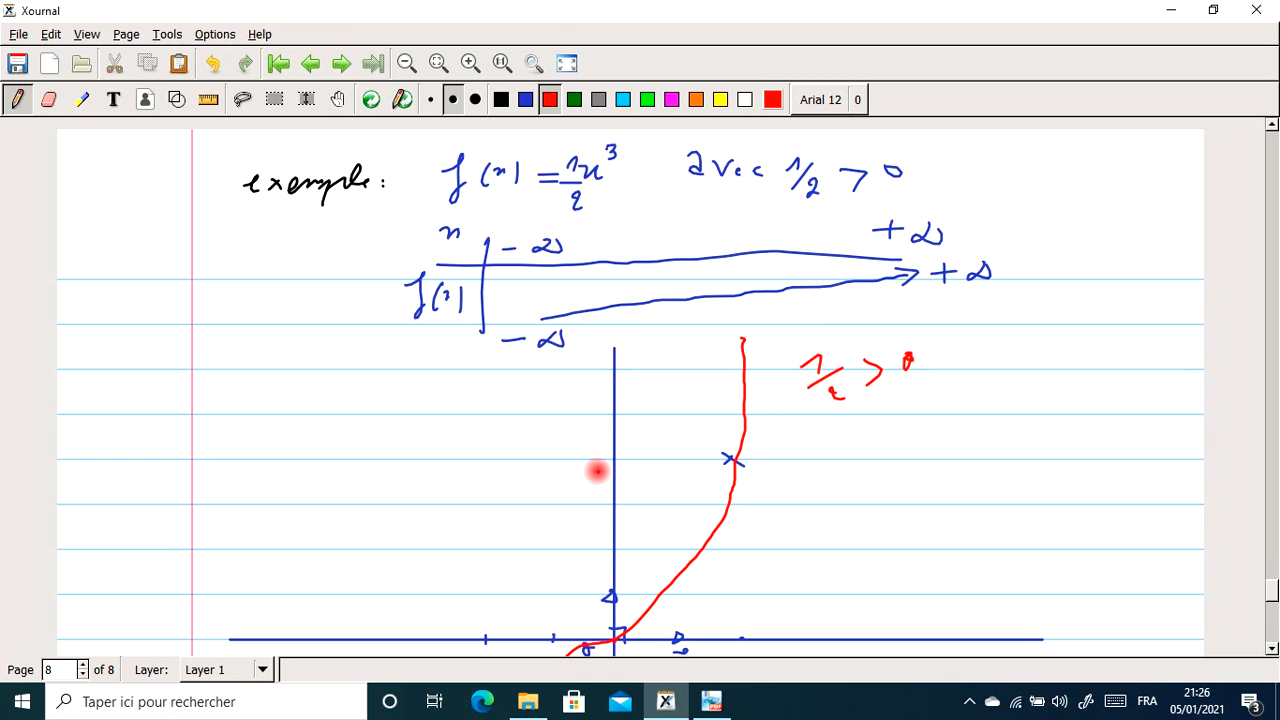 Xournal
File Edit View Page Tools Options Help
Arial 12 0
exemple: f(x) = 1/2 x³ avec 1/2 > 0
x -∞ +∞
f(x) -∞ +∞
1/2 > 0
Page 8 of 8 Layer: Layer 1
Taper ici pour rechercher
FRA 21:26
05/01/2021 3